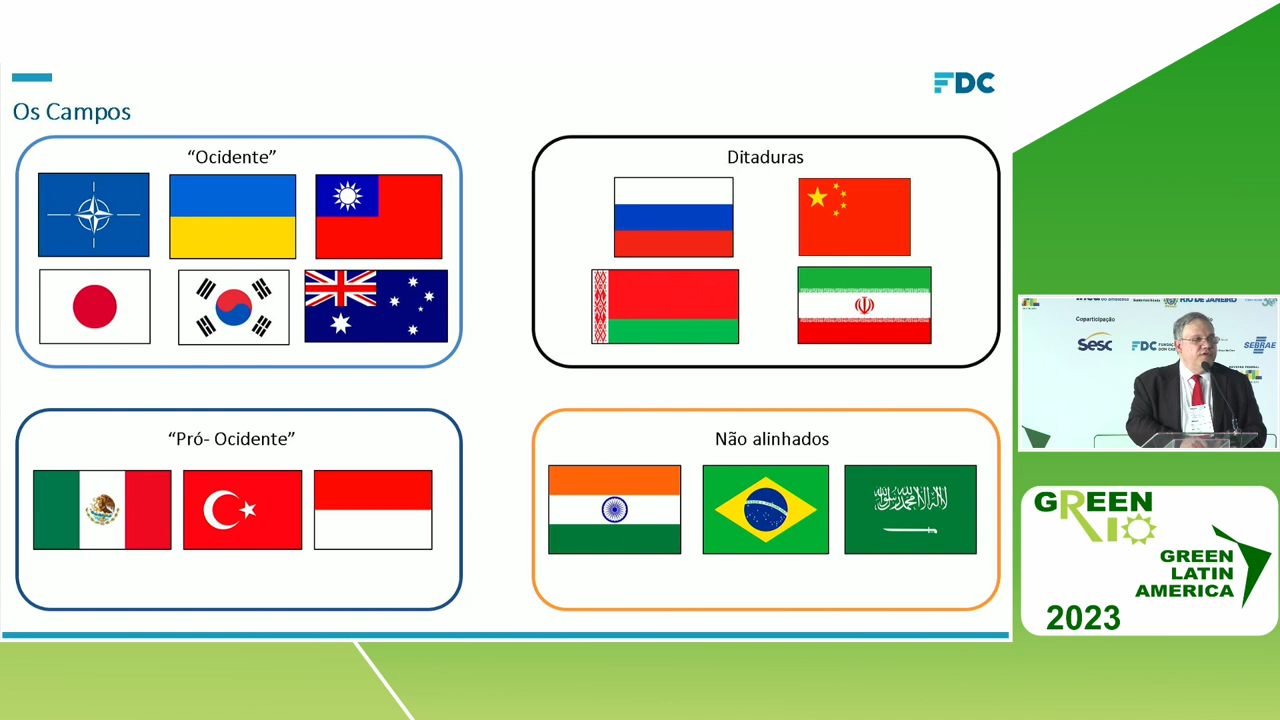 FDC
Os Campos
“Ocidente”
Ditaduras
“Pró- Ocidente”
Não alinhados
RIO DE JANEIRO
Coparticipação
Sesc
FDC
SEBRAE
GREEN
RIO
GREEN
LATIN
AMERICA
2023